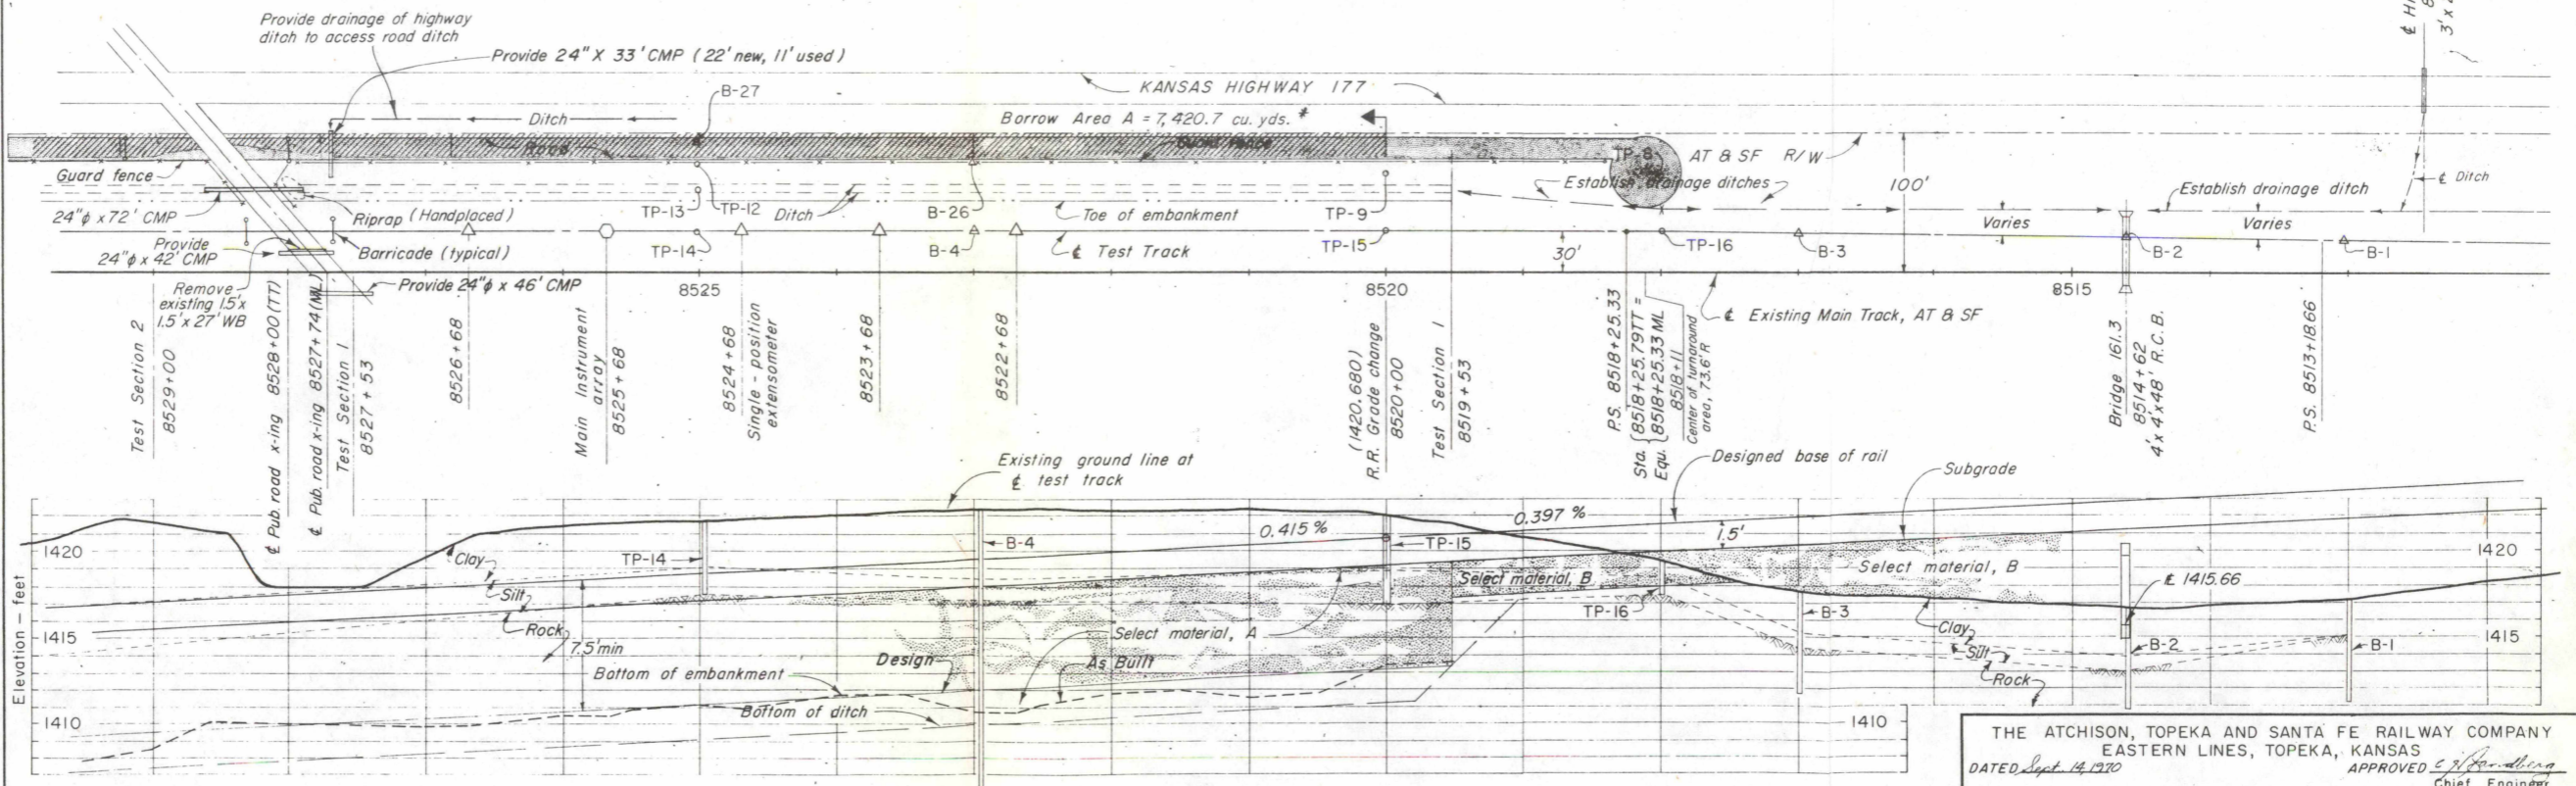 Provide drainage of highway
ditch to access road ditch
Provide 24" X 33' CMP (22' new, 11' used)
KANSAS HIGHWAY 177
B-27
Ditch
Borrow Area A = 7,420.7 cu. yds. *
Road
Guard fence
TP-8
AT & SF R/W
℄ Hi
3' x
Guard fence
Establish drainage ditches
100'
Establish drainage ditch
℄ Ditch
24"ϕ x 72' CMP
Riprap (Handplaced)
TP-13
TP-12
Ditch
B-26
Toe of embankment
TP-9
Varies
Varies
Provide
24"ϕ x 42' CMP
Barricade (typical)
TP-14
B-4
℄ Test Track
TP-15
30'
TP-16
B-3
B-2
B-1
Remove
existing 1.5'x
1.5'x 27' WB
Provide 24"ϕ x 46' CMP
8525
8520
8515
℄ Existing Main Track, AT & SF
Test Section 2
8529+00
℄ Pub. road x-ing 8528+00(TT)
℄ Pub. road x-ing 8527+74(ML)
Test Section 1
8527+53
8526+68
Main Instrument
array
8525+68
8524+68
Single-position
extensometer
8523+68
8522+68
(1420.680)
R.R. Grade change
8520+00
Test Section 1
8519+53
P.S. 8518+25.33
Sta. {8518+25.79TT =
Equ. {8518+25.33 ML
8518+11
Center of turnaround
area, 73.6'R
Bridge 161.3
8514+62
4'x 4'x48' R.C.B.
P.S. 8513+18.66
Existing ground line at
℄ test track
Designed base of rail
Subgrade
Elevation - feet
1420
Clay
TP-14
B-4
0.415%
TP-15
0.397 %
1.5'
1420
Silt
Select material, B
Select material, B
℄ 1415.66
TP-16
B-3
1415
Rock
7.5'min
Select material, A
Clay
Silt
B-2
B-1
1415
Design
As Built
Rock
Bottom of embankment
1410
Bottom of ditch
1410
THE ATCHISON, TOPEKA AND SANTA FE RAILWAY COMPANY
EASTERN LINES, TOPEKA, KANSAS
DATED Sept. 14, 1970
APPROVED
Chief Engineer